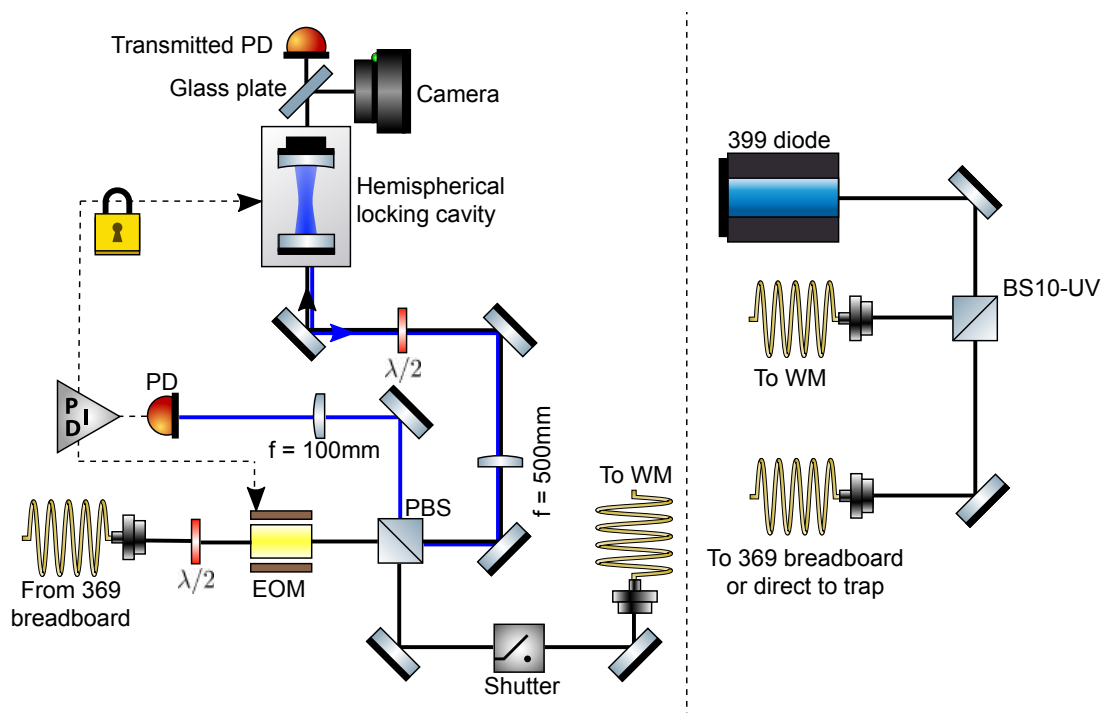 Transmitted PD
Glass plate
Camera
Hemispherical
locking cavity
λ/2
PD
P I
D
f = 100mm
f = 500mm
To WM
PBS
From 369
breadboard
λ/2
EOM
Shutter
399 diode
BS10-UV
To WM
To 369 breadboard
or direct to trap